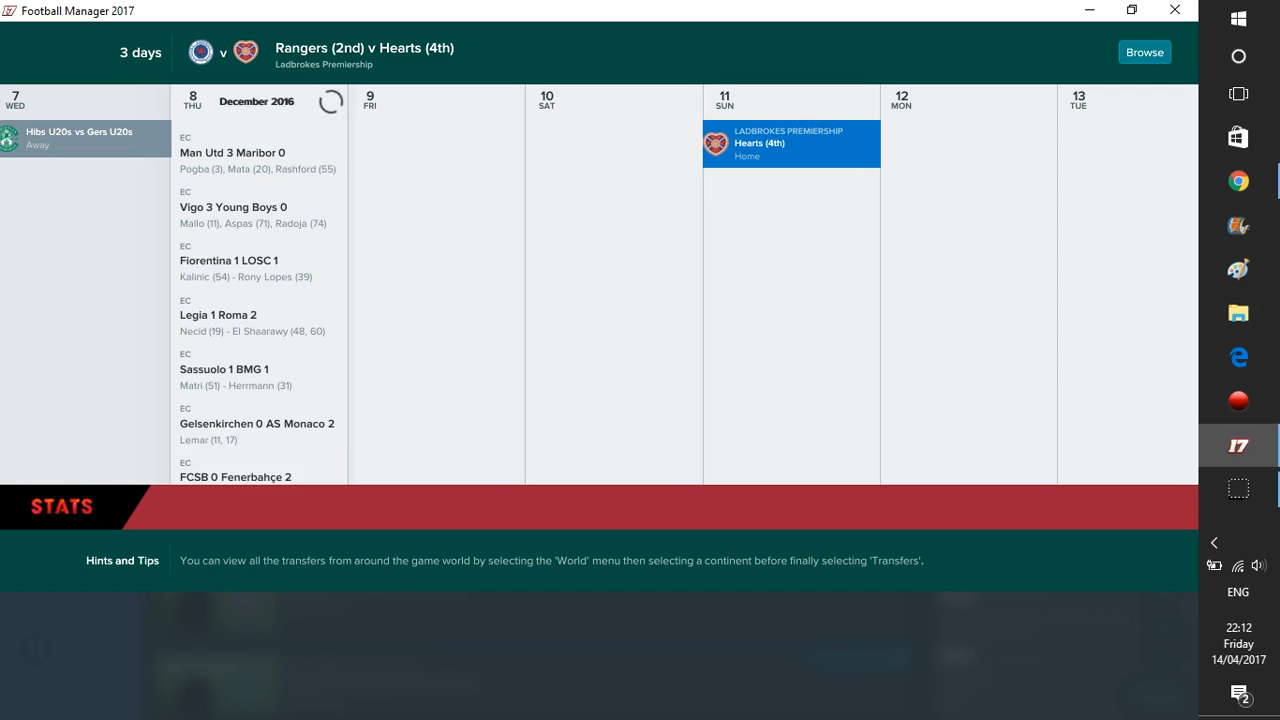 17 Football Manager 2017
3 days
v
Rangers (2nd) v Hearts (4th)
Ladbrokes Premiership
Browse
7
WED
8
THU
December 2016
9
FRI
10
SAT
11
SUN
12
MON
13
TUE
Hibs U20s vs Gers U20s
Away
EC
Man Utd 3 Maribor 0
Pogba (3), Mata (20), Rashford (55)
EC
Vigo 3 Young Boys 0
Mallo (11), Aspas (71), Radoja (74)
EC
Fiorentina 1 LOSC 1
Kalinic (54) - Rony Lopes (39)
EC
Legia 1 Roma 2
Necid (19) - El Shaarawy (48, 60)
EC
Sassuolo 1 BMG 1
Matri (51) - Herrmann (31)
EC
Gelsenkirchen 0 AS Monaco 2
Lemar (11, 17)
EC
FCSB 0 Fenerbahçe 2
LADBROKES PREMIERSHIP
Hearts (4th)
Home
STATS
Hints and Tips
You can view all the transfers from around the game world by selecting the 'World' menu then selecting a continent before finally selecting 'Transfers'.
17
ENG
22:12
Friday
14/04/2017
2